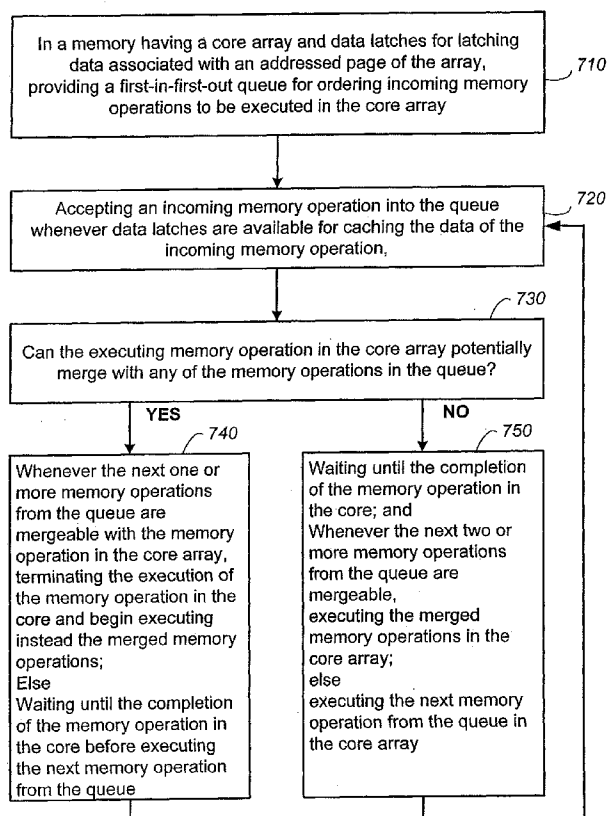 In a memory having a core array and data latches for latching
data associated with an addressed page of the array,
providing a first-in-first-out queue for ordering incoming memory
operations to be executed in the core array
710
Accepting an incoming memory operation into the queue
whenever data latches are available for caching the data of the
incoming memory operation,
720
730
Can the executing memory operation in the core array potentially
merge with any of the memory operations in the queue?
YES
NO
740
Whenever the next one or
more memory operations
from the queue are
mergeable with the memory
operation in the core array,
terminating the execution of
the memory operation in the
core and begin executing
instead the merged memory
operations;
Else
Waiting until the completion
of the memory operation in
the core before executing
the next memory operation
from the queue
750
Waiting until the completion
of the memory operation in
the core; and
Whenever the next two or
more memory operations
from the queue are
mergeable,
executing the merged
memory operations in the
core array;
else
executing the next memory
operation from the queue in
the core array